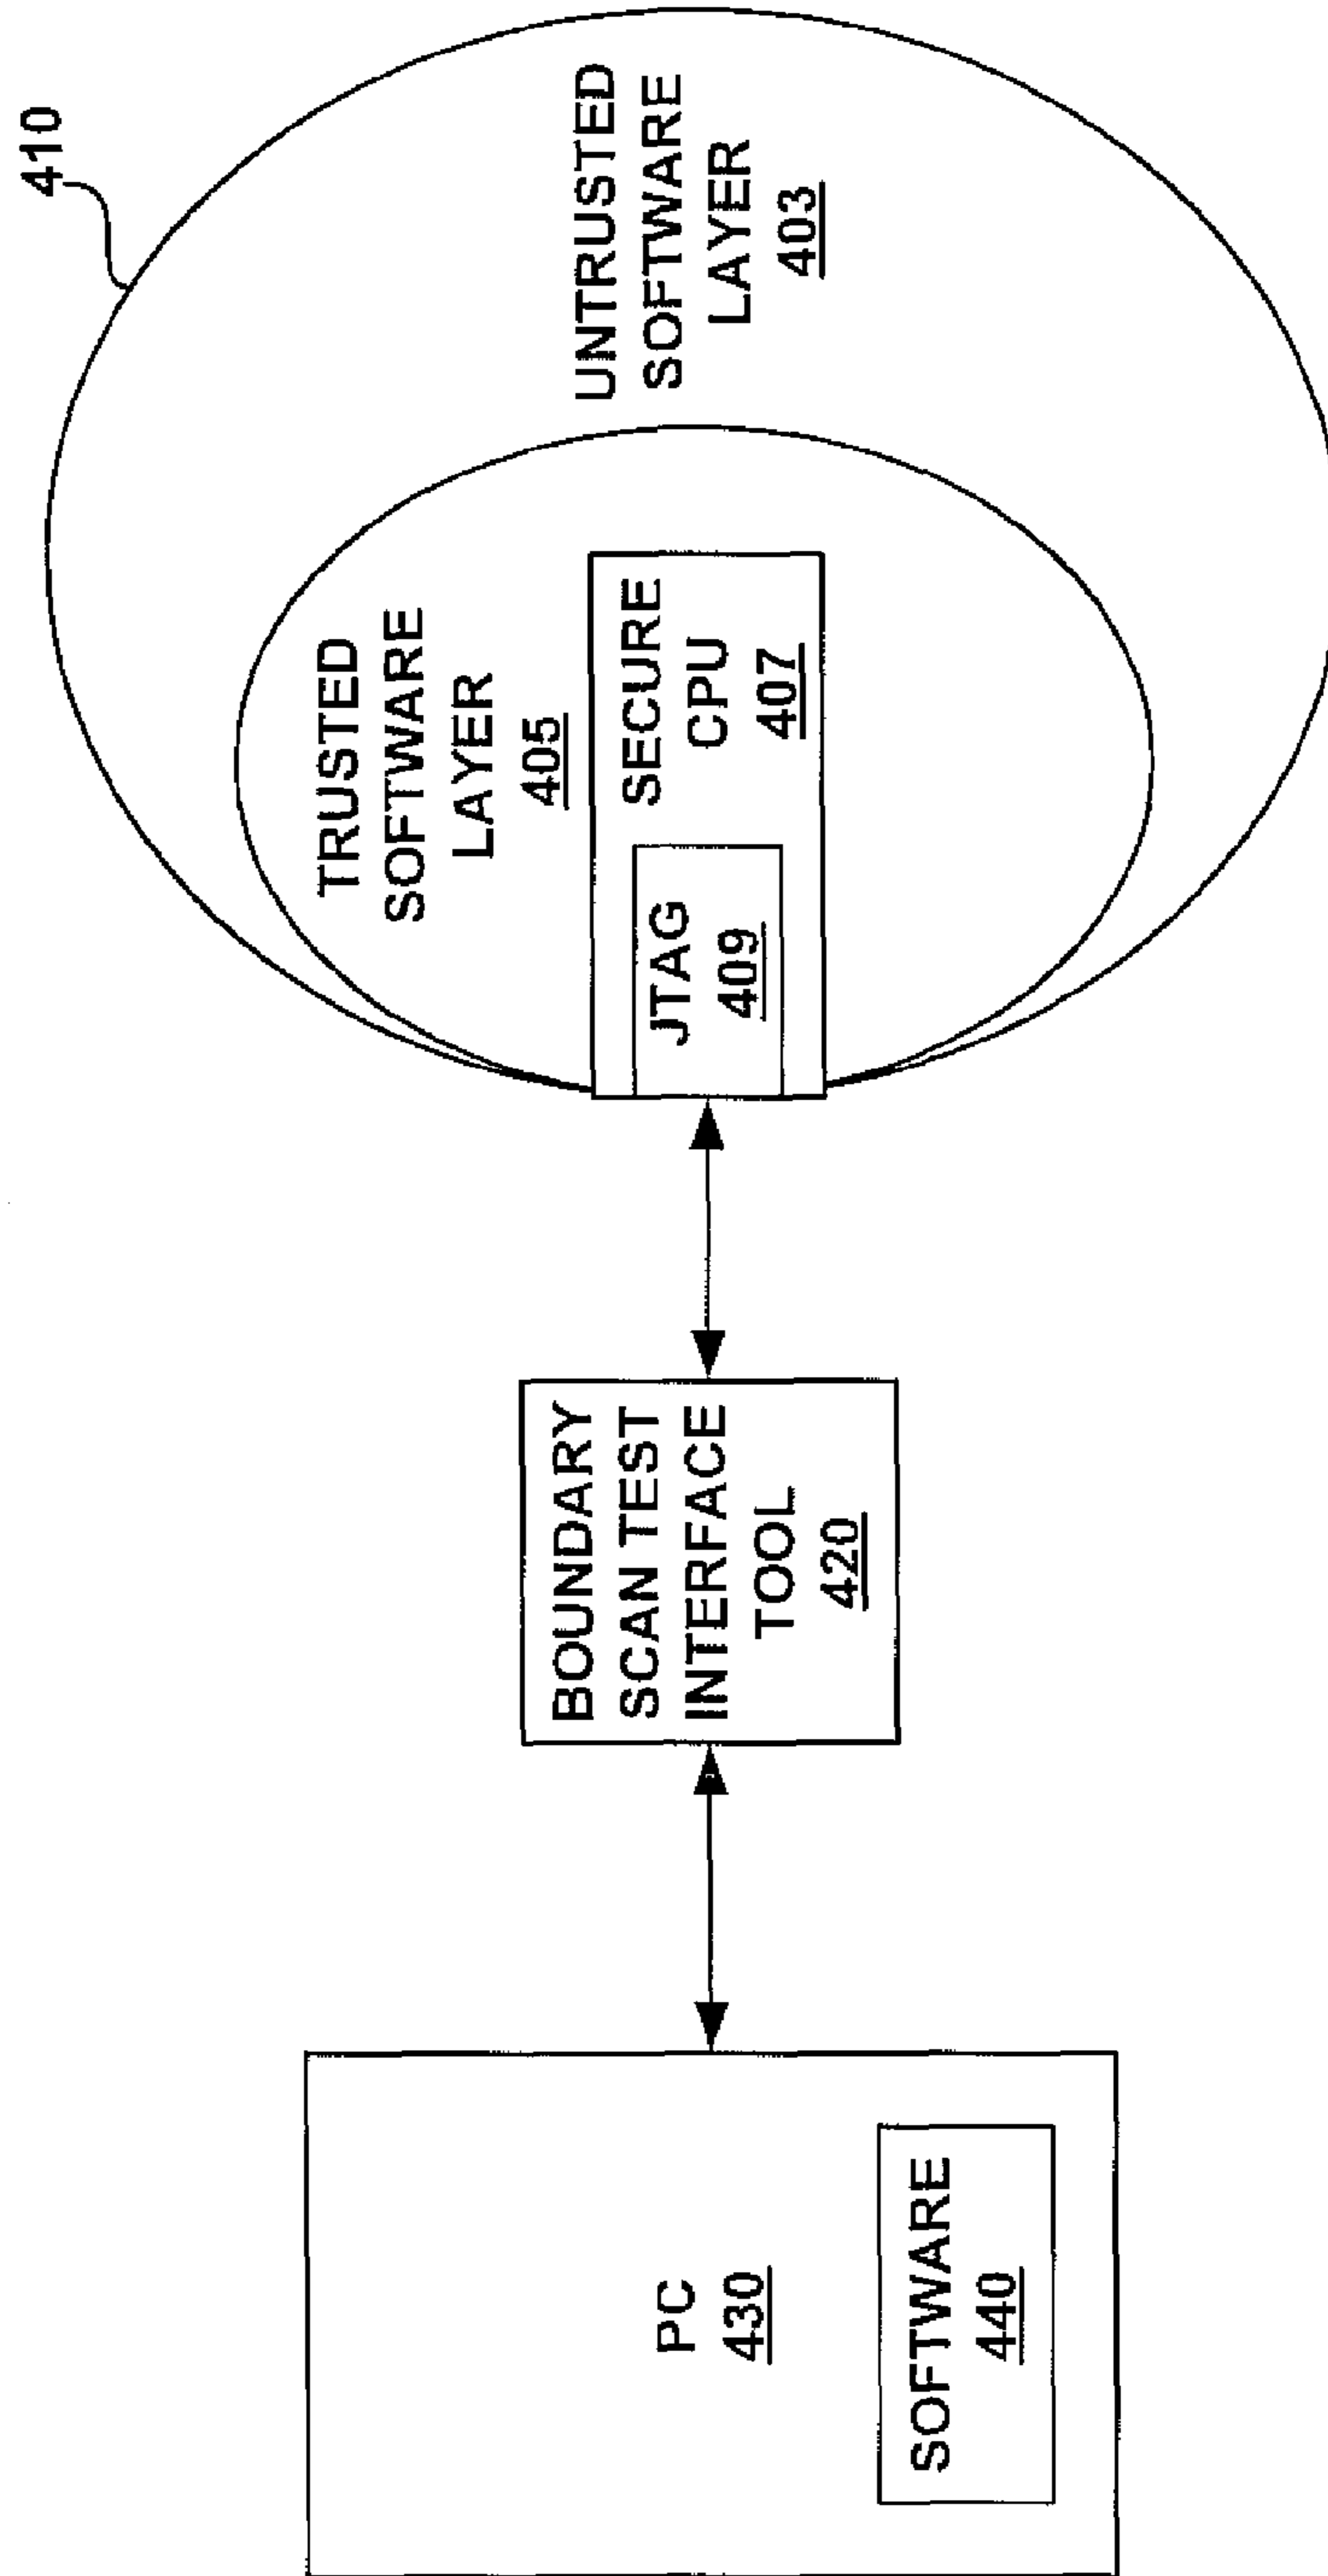 410
UNTRUSTED
SOFTWARE
LAYER
403
TRUSTED
SOFTWARE
LAYER
405
SECURE
CPU
407
JTAG
409
BOUNDARY
SCAN TEST
INTERFACE
TOOL
420
PC
430
SOFTWARE
440